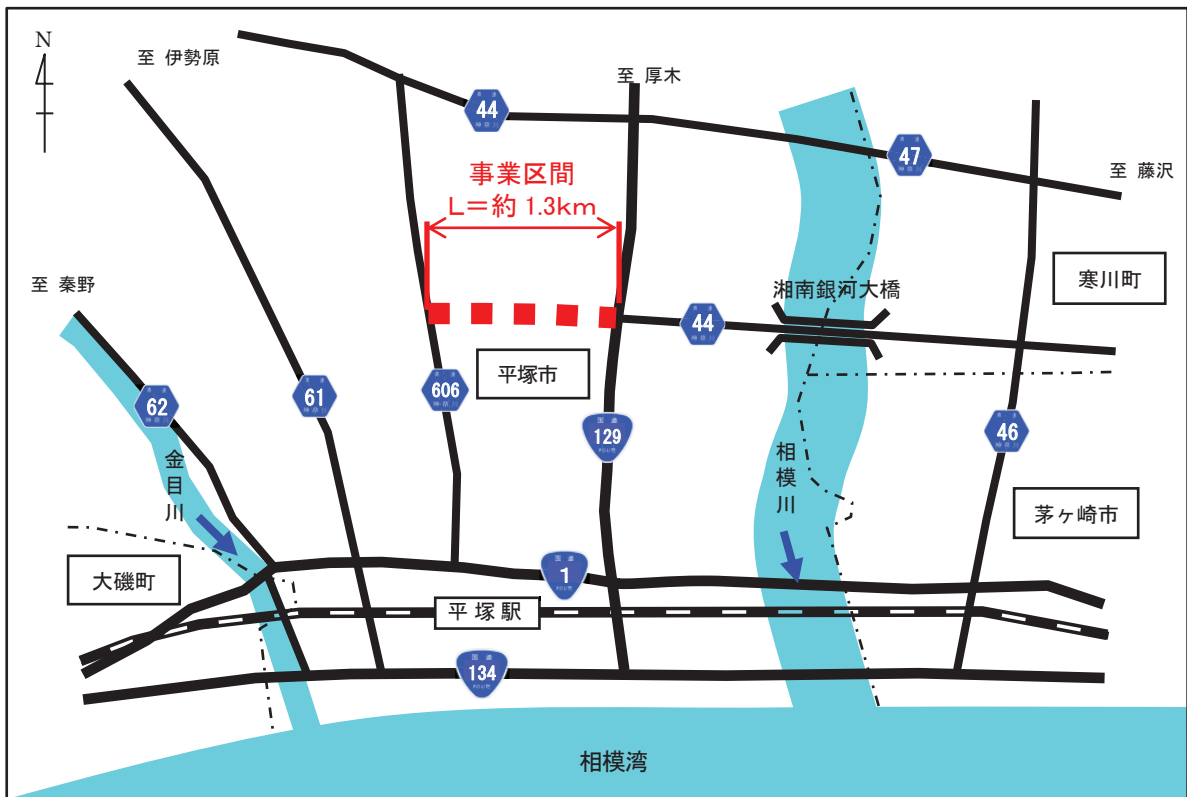 N
至 伊勢原
至 厚木
44
47
至 藤沢
事業区間
L=約 1.3km
至 秦野
寒川町
湘南銀河大橋
44
平塚市
62
61
606
129
46
金目川
相模川
茅ヶ崎市
大磯町
1
平塚駅
134
相模湾